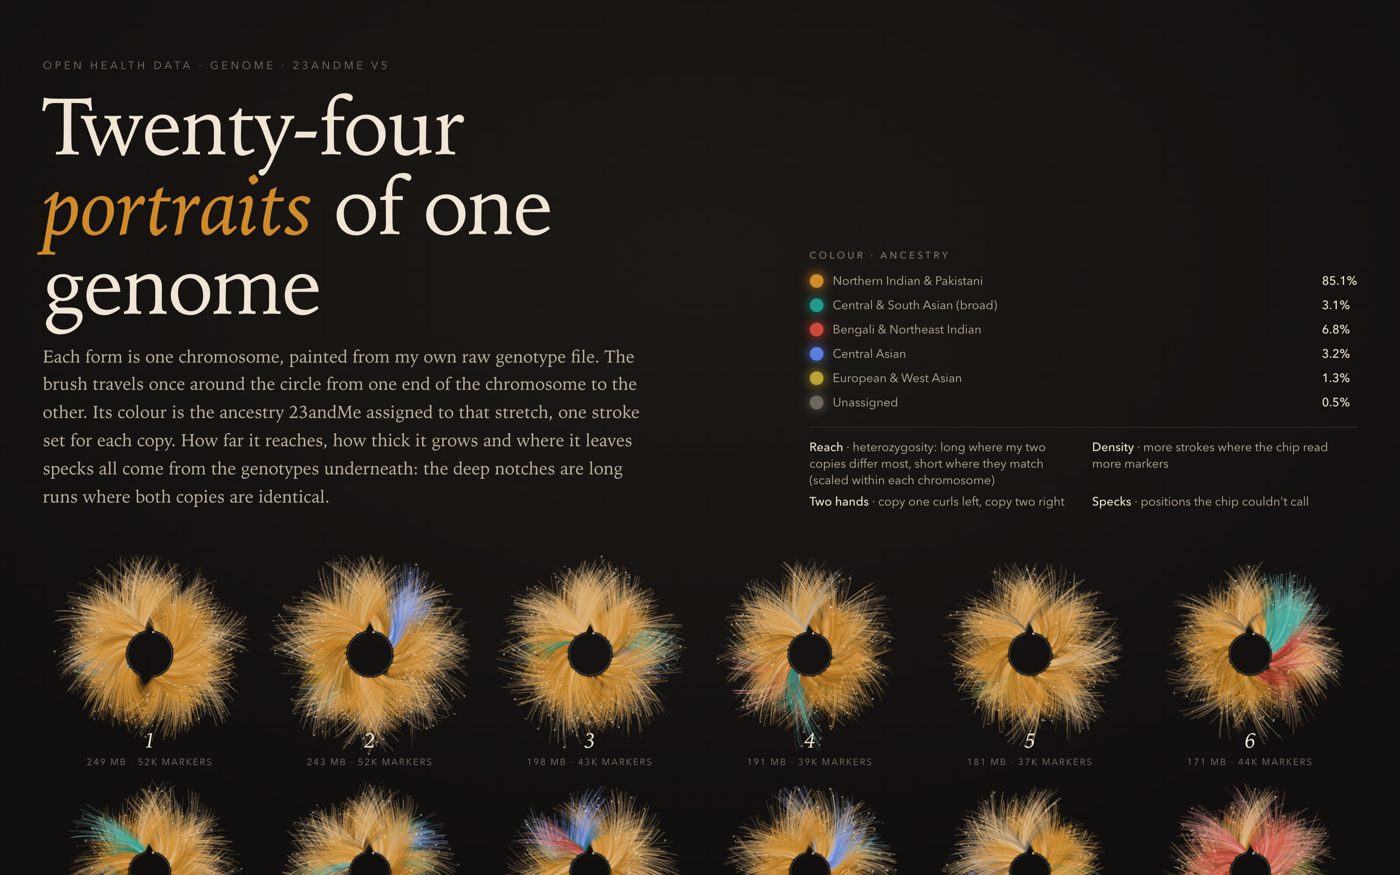 OPEN HEALTH DATA · GENOME · 23ANDME V5
Twenty-four
portraits of one
genome
Each form is one chromosome, painted from my own raw genotype file. The
brush travels once around the circle from one end of the chromosome to the
other. Its colour is the ancestry 23andMe assigned to that stretch, one stroke
set for each copy. How far it reaches, how thick it grows and where it leaves
specks all come from the genotypes underneath: the deep notches are long
runs where both copies are identical.
COLOUR · ANCESTRY
Northern Indian & Pakistani 85.1%
Central & South Asian (broad) 3.1%
Bengali & Northeast Indian 6.8%
Central Asian 3.2%
European & West Asian 1.3%
Unassigned 0.5%
Reach · heterozygosity: long where my two
copies differ most, short where they match
(scaled within each chromosome)
Density · more strokes where the chip read
more markers
Two hands · copy one curls left, copy two right
Specks · positions the chip couldn't call
1
249 MB · 52K MARKERS
2
243 MB · 52K MARKERS
3
198 MB · 43K MARKERS
4
191 MB · 39K MARKERS
5
181 MB · 37K MARKERS
6
171 MB · 44K MARKERS